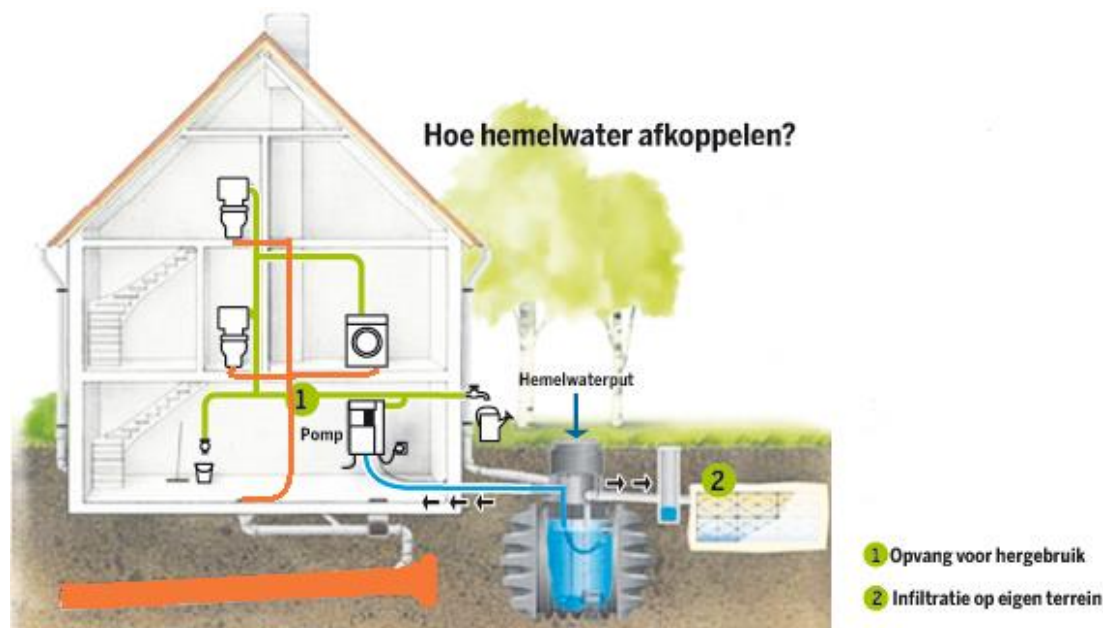 Hoe hemelwater afkoppelen?
Hemelwaterput
1
Pomp
2
1 Opvang voor hergebruik
2 Infiltratie op eigen terrein